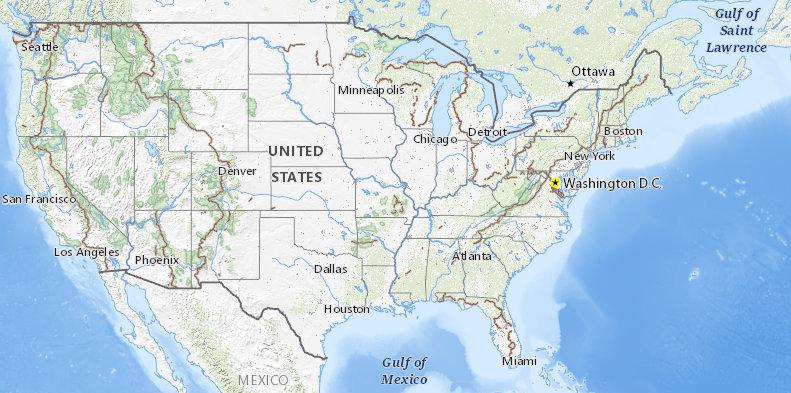 Gulf of
Saint
Lawrence
Seattle
Ottawa
Minneapolis
Chicago
Detroit
Boston
New York
UNITED
STATES
Denver
Washington D.C.
San Francisco
Los Angeles
Phoenix
Atlanta
Dallas
Houston
Miami
Gulf of
Mexico
MEXICO